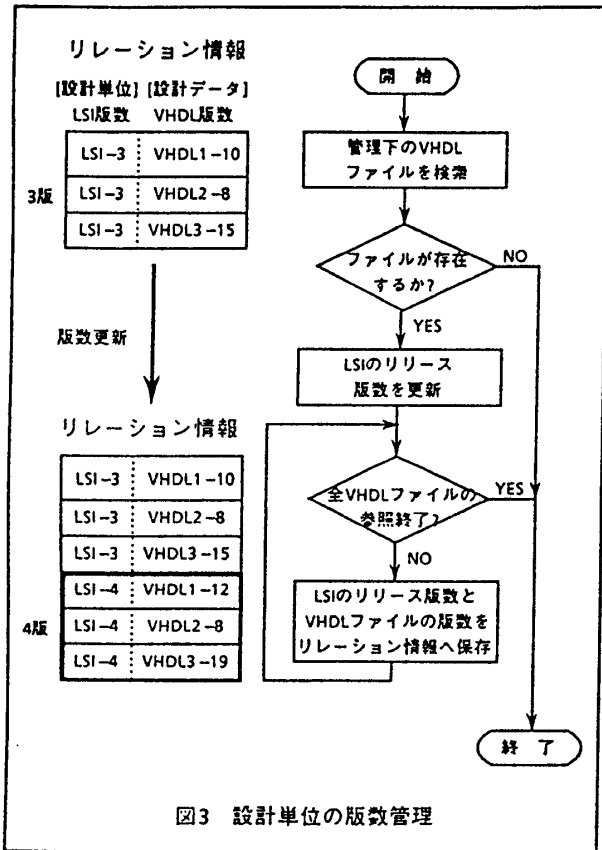 リレーション情報
[設計単位] [設計データ]
LSI版数 VHDL版数
LSI-3 VHDL1-10
3版 LSI-3 VHDL2-8
LSI-3 VHDL3-15
版数更新
リレーション情報
LSI-3 VHDL1-10
LSI-3 VHDL2-8
LSI-3 VHDL3-15
LSI-4 VHDL1-12
4版 LSI-4 VHDL2-8
LSI-4 VHDL3-19
開始
管理下のVHDL
ファイルを検索
ファイルが存在
するか?
NO
YES
LSIのリリース
版数を更新
全VHDLファイルの
参照終了?
YES
NO
LSIのリリース版数と
VHDLファイルの版数を
リレーション情報へ保存
終了
図3 設計単位の版数管理